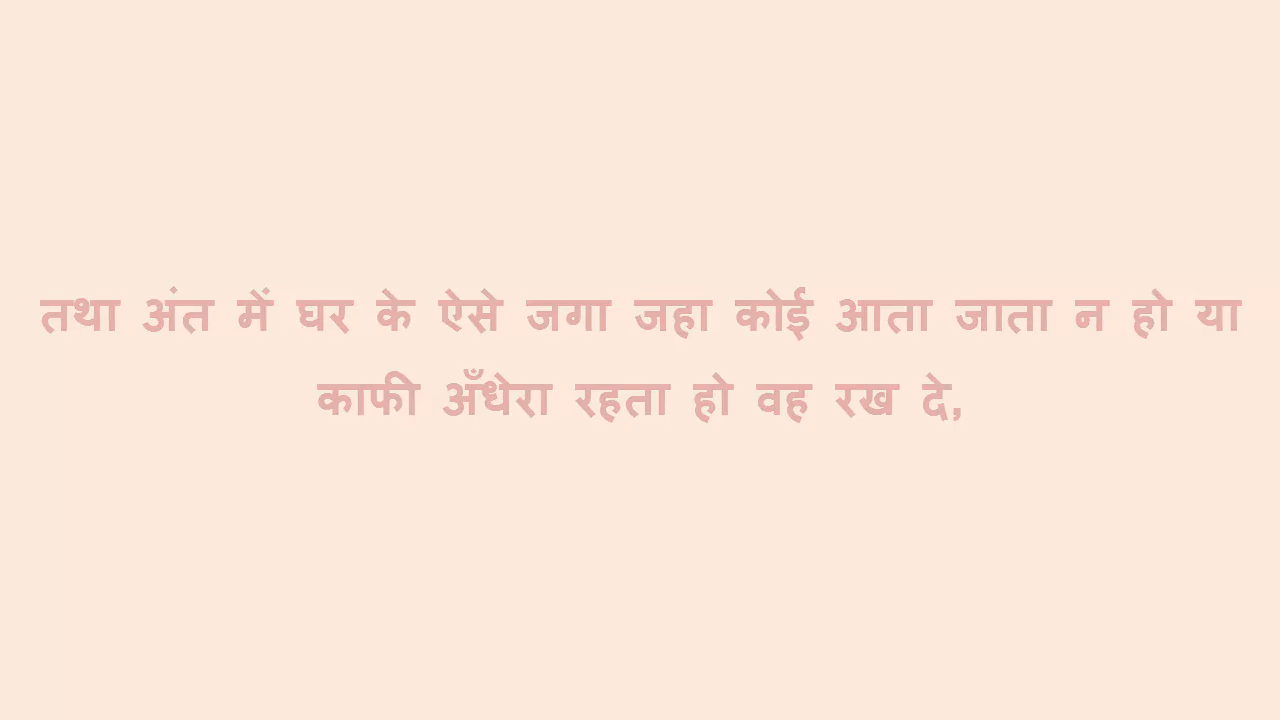 तथा अंत में घर के ऐसे जगा जहा कोई आता जाता न हो या
काफी अँधेरा रहता हो वह रख दे,